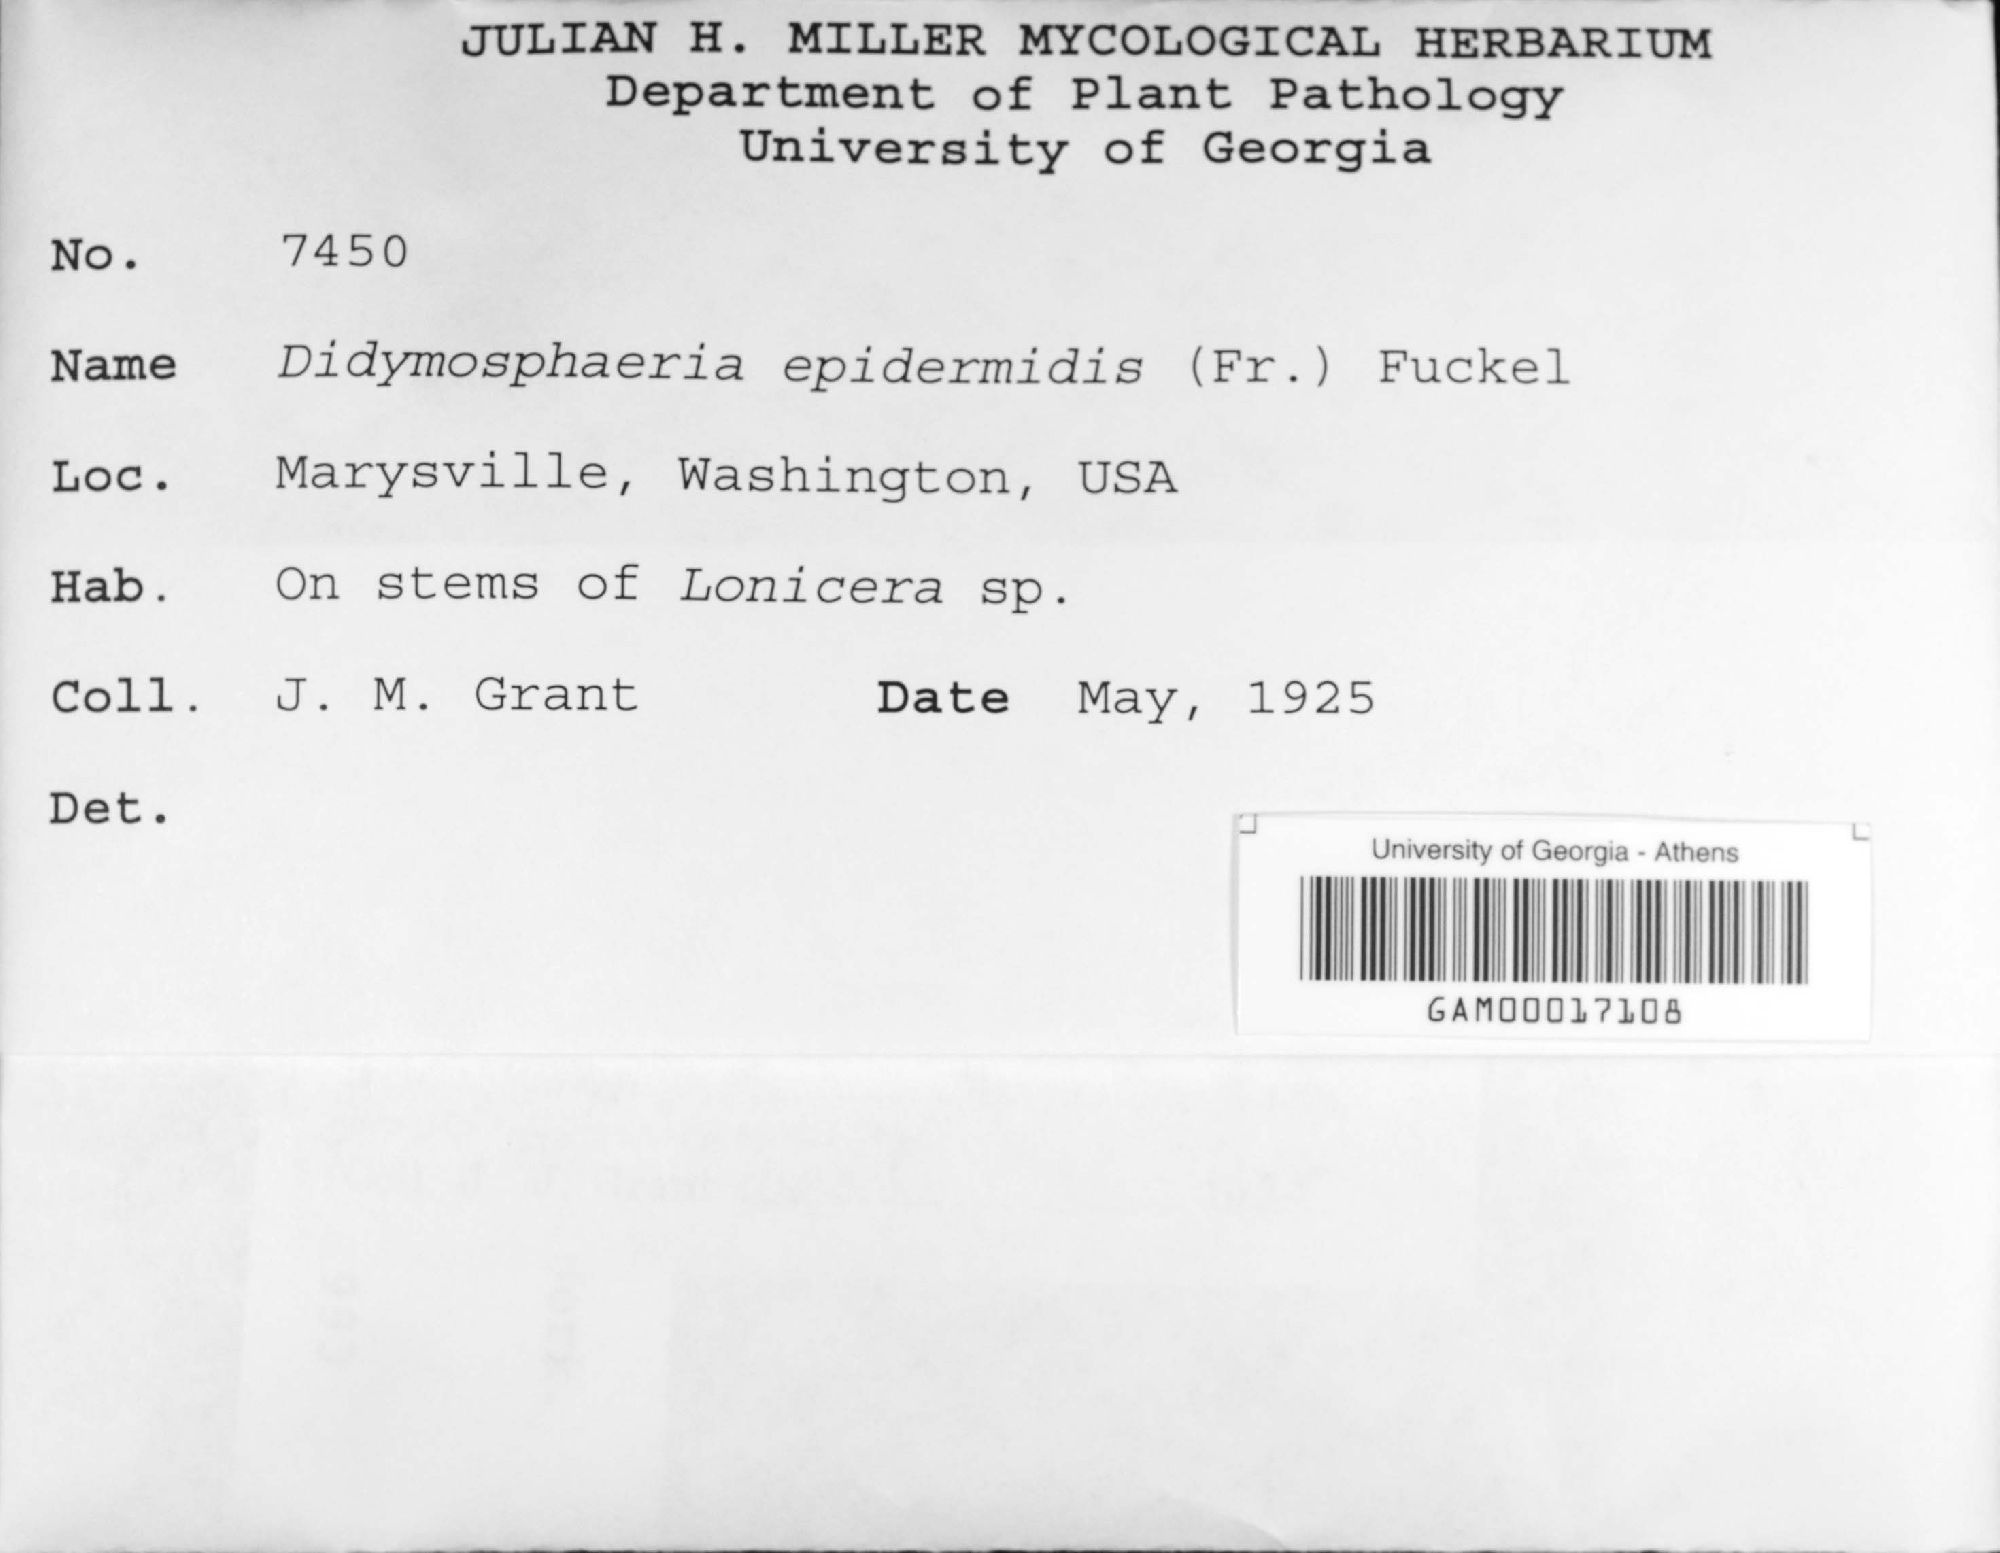 JULIAN H. MILLER MYCOLOGICAL HERBARIUM
Department of Plant Pathology
University of Georgia
No. 7450
Name Didymosphaeria epidermidis (Fr.) Fuckel
Loc. Marysville, Washington, USA
Hab. On stems of Lonicera sp.
Coll. J. M. Grant Date May, 1925
Det.
University of Georgia - Athens
GAM00017108